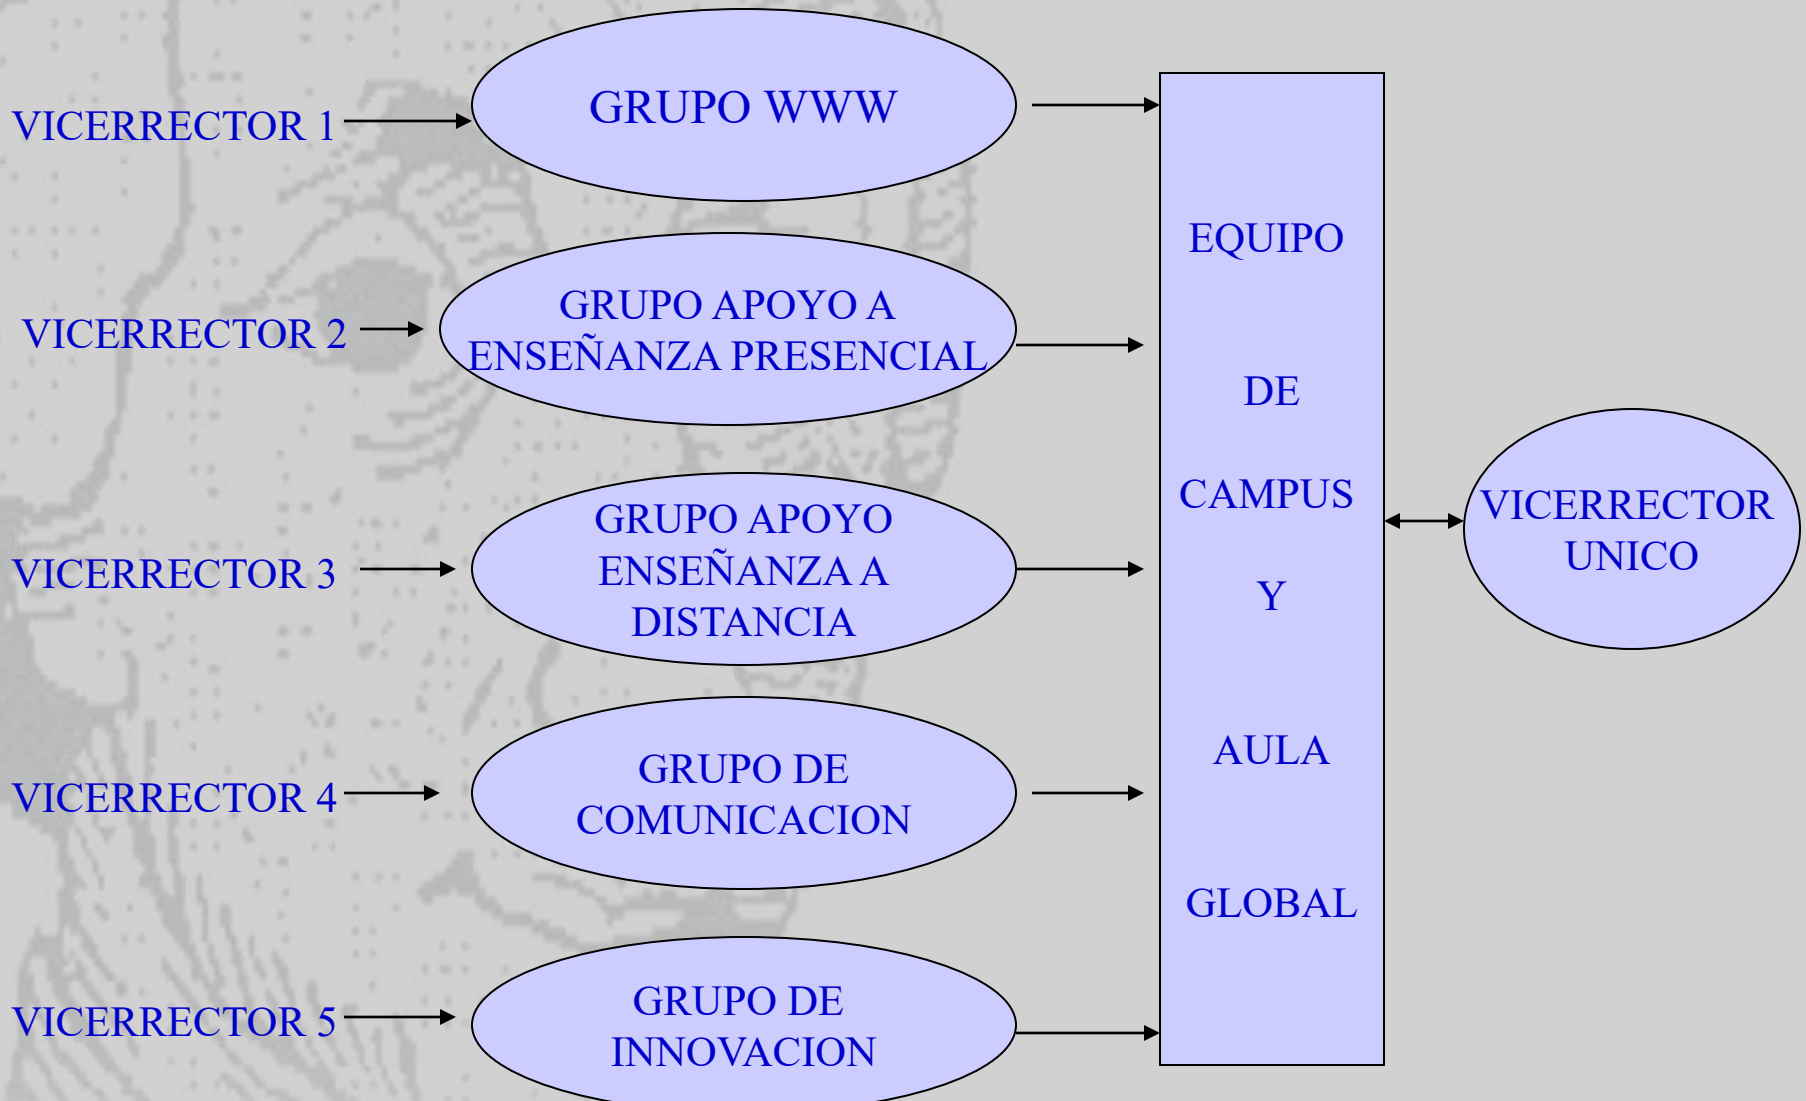 VICERRECTOR 1
GRUPO WWW
VICERRECTOR 2
GRUPO APOYO A
ENSEÑANZA PRESENCIAL
VICERRECTOR 3
GRUPO APOYO
ENSEÑANZA A
DISTANCIA
VICERRECTOR 4
GRUPO DE
COMUNICACION
VICERRECTOR 5
GRUPO DE
INNOVACION
EQUIPO
DE
CAMPUS
Y
AULA
GLOBAL
VICERRECTOR
UNICO